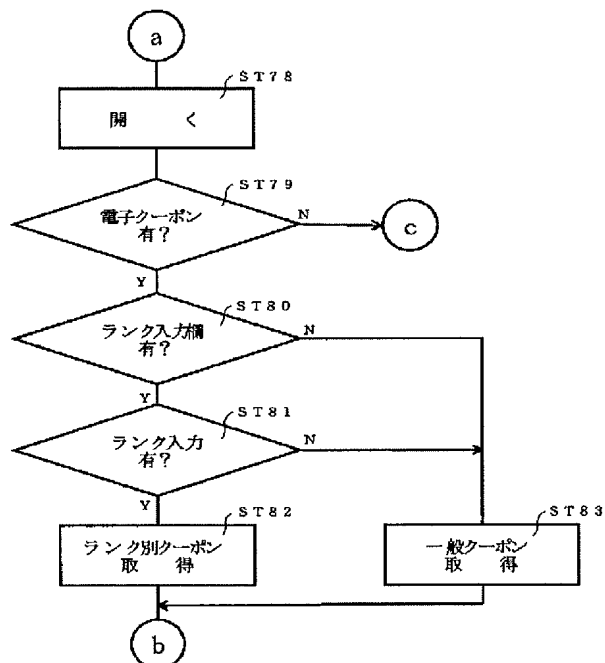 a
ST78
開 く
ST79
電子クーポン
有?
N
c
Y
ST80
ランク入力欄
有?
N
Y
ST81
ランク入力
有?
N
Y
ST82
ランク別クーポン
取 得
ST83
一般クーポン
取 得
b